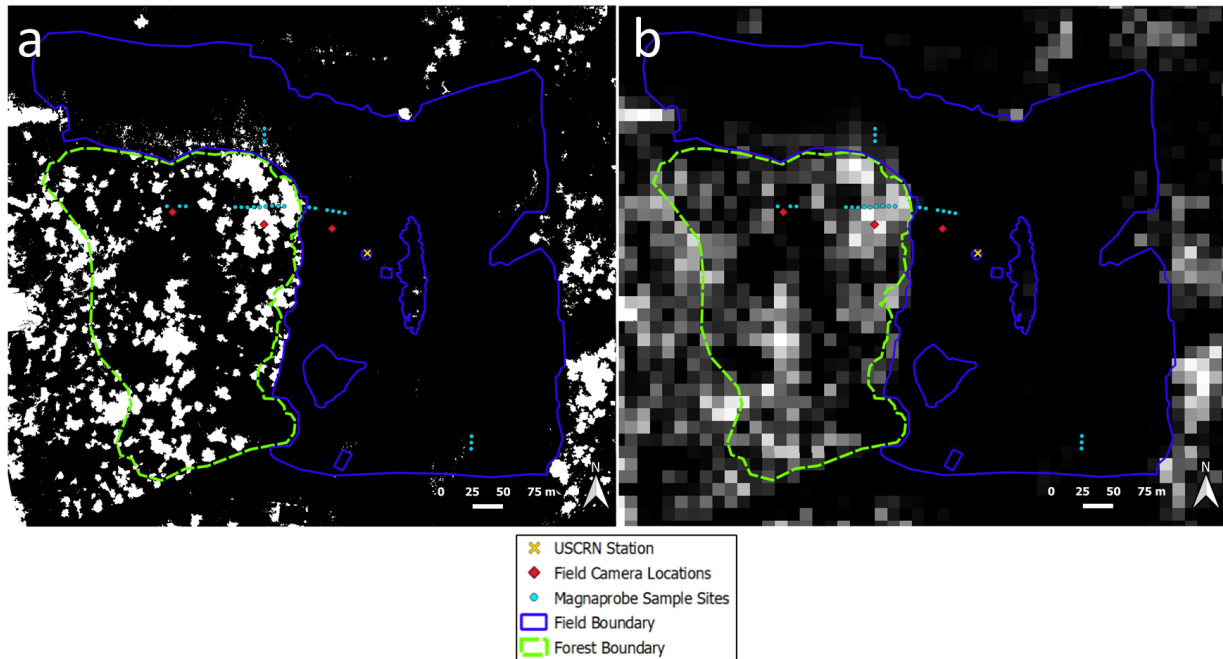 a
b
N
0 25 50 75 m
N
0 25 50 75 m
USCRN Station
Field Camera Locations
Magnaprobe Sample Sites
Field Boundary
Forest Boundary